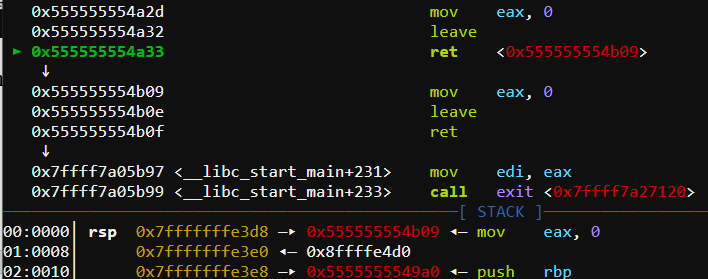 0x555555554a2d mov eax, 0
0x555555554a32 leave
► 0x555555554a33 ret <0x555555554b09>
↓
0x555555554b09 mov eax, 0
0x555555554b0e leave
0x555555554b0f ret
↓
0x7ffff7a05b97 <__libc_start_main+231> mov edi, eax
0x7ffff7a05b99 <__libc_start_main+233> call exit <0x7ffff7a27120>
[ STACK ]
00:0000│ rsp 0x7fffffffe3d8 —▸ 0x555555554b09 ◂— mov eax, 0
01:0008│ 0x7fffffffe3e0 ◂— 0x8ffffe4d0
02:0010│ 0x7fffffffe3e8 —▸ 0x5555555549a0 ◂— push rbp